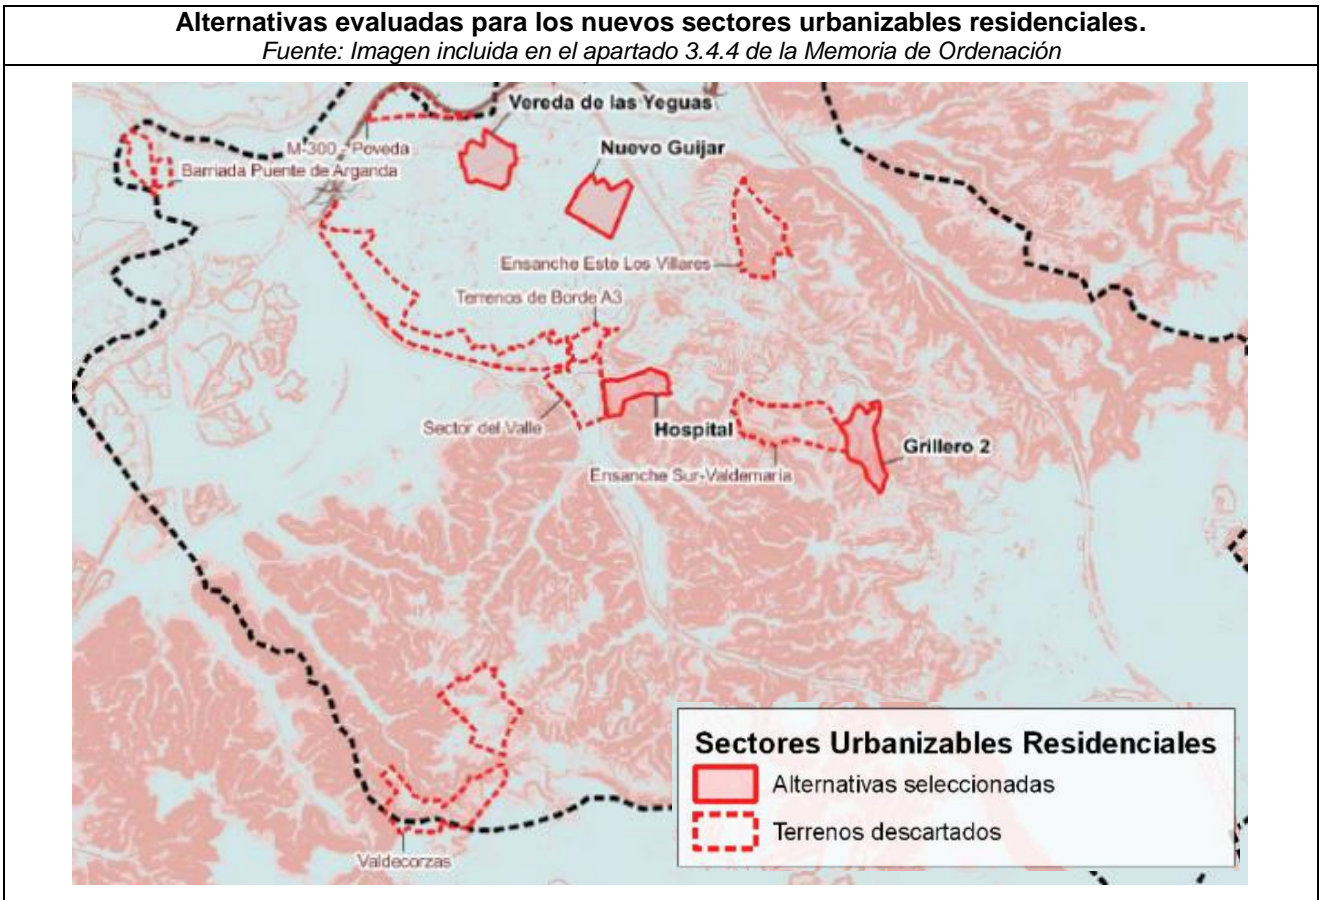 Alternativas evaluadas para los nuevos sectores urbanizables residenciales.
Fuente: Imagen incluida en el apartado 3.4.4 de la Memoria de Ordenación
Vereda de las Yeguas
M-300 - Poveda
Nuevo Guijar
Barriada Puente de Arganda
Ensanche Este Los Villares
Terrenos de Borde A3
Sector del Valle
Hospital
Grillero 2
Ensanche Sur-Valdemaría
Sectores Urbanizables Residenciales
Alternativas seleccionadas
Terrenos descartados
Valdecorzas